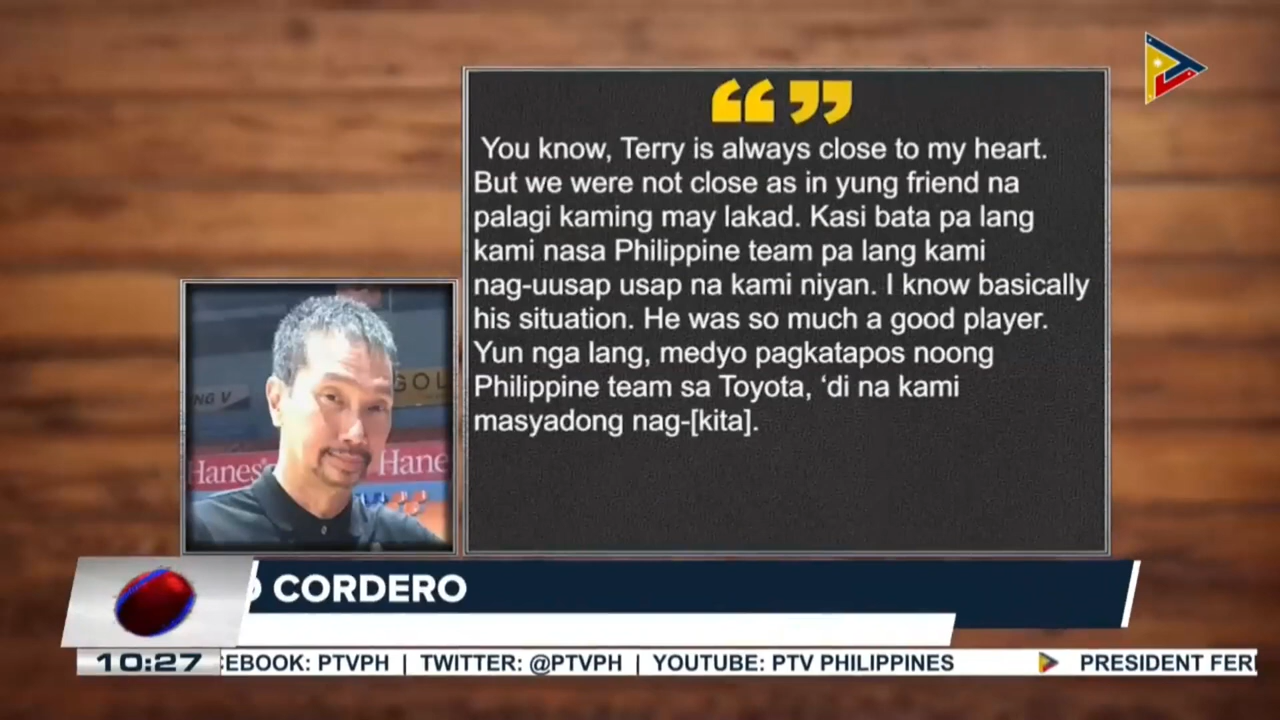 You know, Terry is always close to my heart.
But we were not close as in yung friend na
palagi kaming may lakad. Kasi bata pa lang
kami nasa Philippine team pa lang kami
nag-uusap usap na kami niyan. I know basically
his situation. He was so much a good player.
Yun nga lang, medyo pagkatapos noong
Philippine team sa Toyota, ‘di na kami
masyadong nag-[kita].
NG V
GOL
Hanes
Hane
CORDERO
10:27
EBOOK: PTVPH | TWITTER: @PTVPH | YOUTUBE: PTV PHILIPPINES PRESIDENT FER